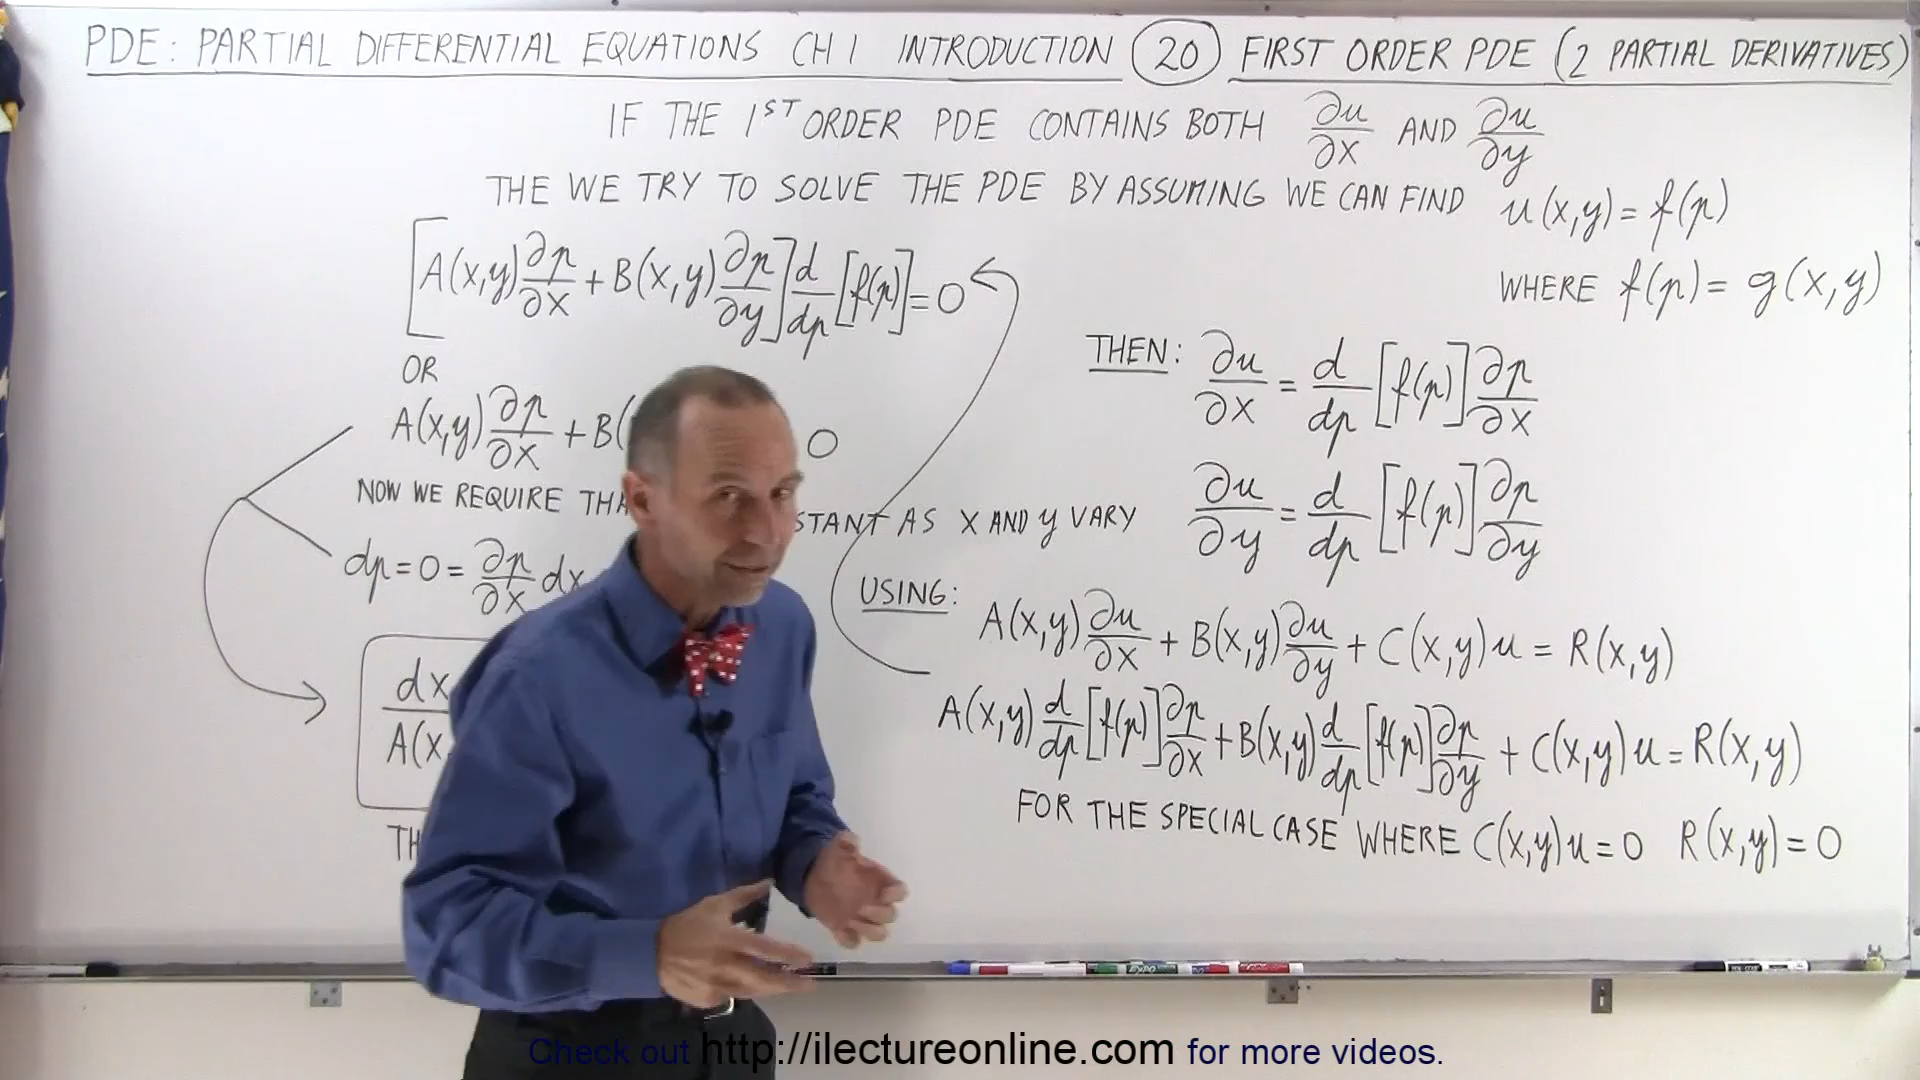 PDE: PARTIAL DIFFERENTIAL EQUATIONS CH 1 INTRODUCTION 20 FIRST ORDER PDE (2 PARTIAL DERIVATIVES)
IF THE 1ST ORDER PDE CONTAINS BOTH ∂u/∂x AND ∂u/∂y
THE WE TRY TO SOLVE THE PDE BY ASSUMING WE CAN FIND u(x,y) = f(p)
WHERE f(p) = g(x,y)
[A(x,y) ∂p/∂x + B(x,y) ∂p/∂y] d/dp [f(p)] = 0
OR
A(x,y) ∂p/∂x + B( 0
NOW WE REQUIRE AS X AND y VARY
dp = 0 = ∂p/∂x dx
dx
A(x,
THEN: ∂u/∂x = d/dp [f(p)] ∂p/∂x
∂u/∂y = d/dp [f(p)] ∂p/∂y
USING: A(x,y) ∂u/∂x + B(x,y) ∂u/∂y + C(x,y)u = R(x,y)
A(x,y) d/dp [f(p)] ∂p/∂x + B(x,y) d/dp [f(p)] ∂p/∂y + C(x,y)u = R(x,y)
FOR THE SPECIAL CASE WHERE C(x,y)u = 0 R(x,y) = 0
Check out http://ilectureonline.com for more videos.